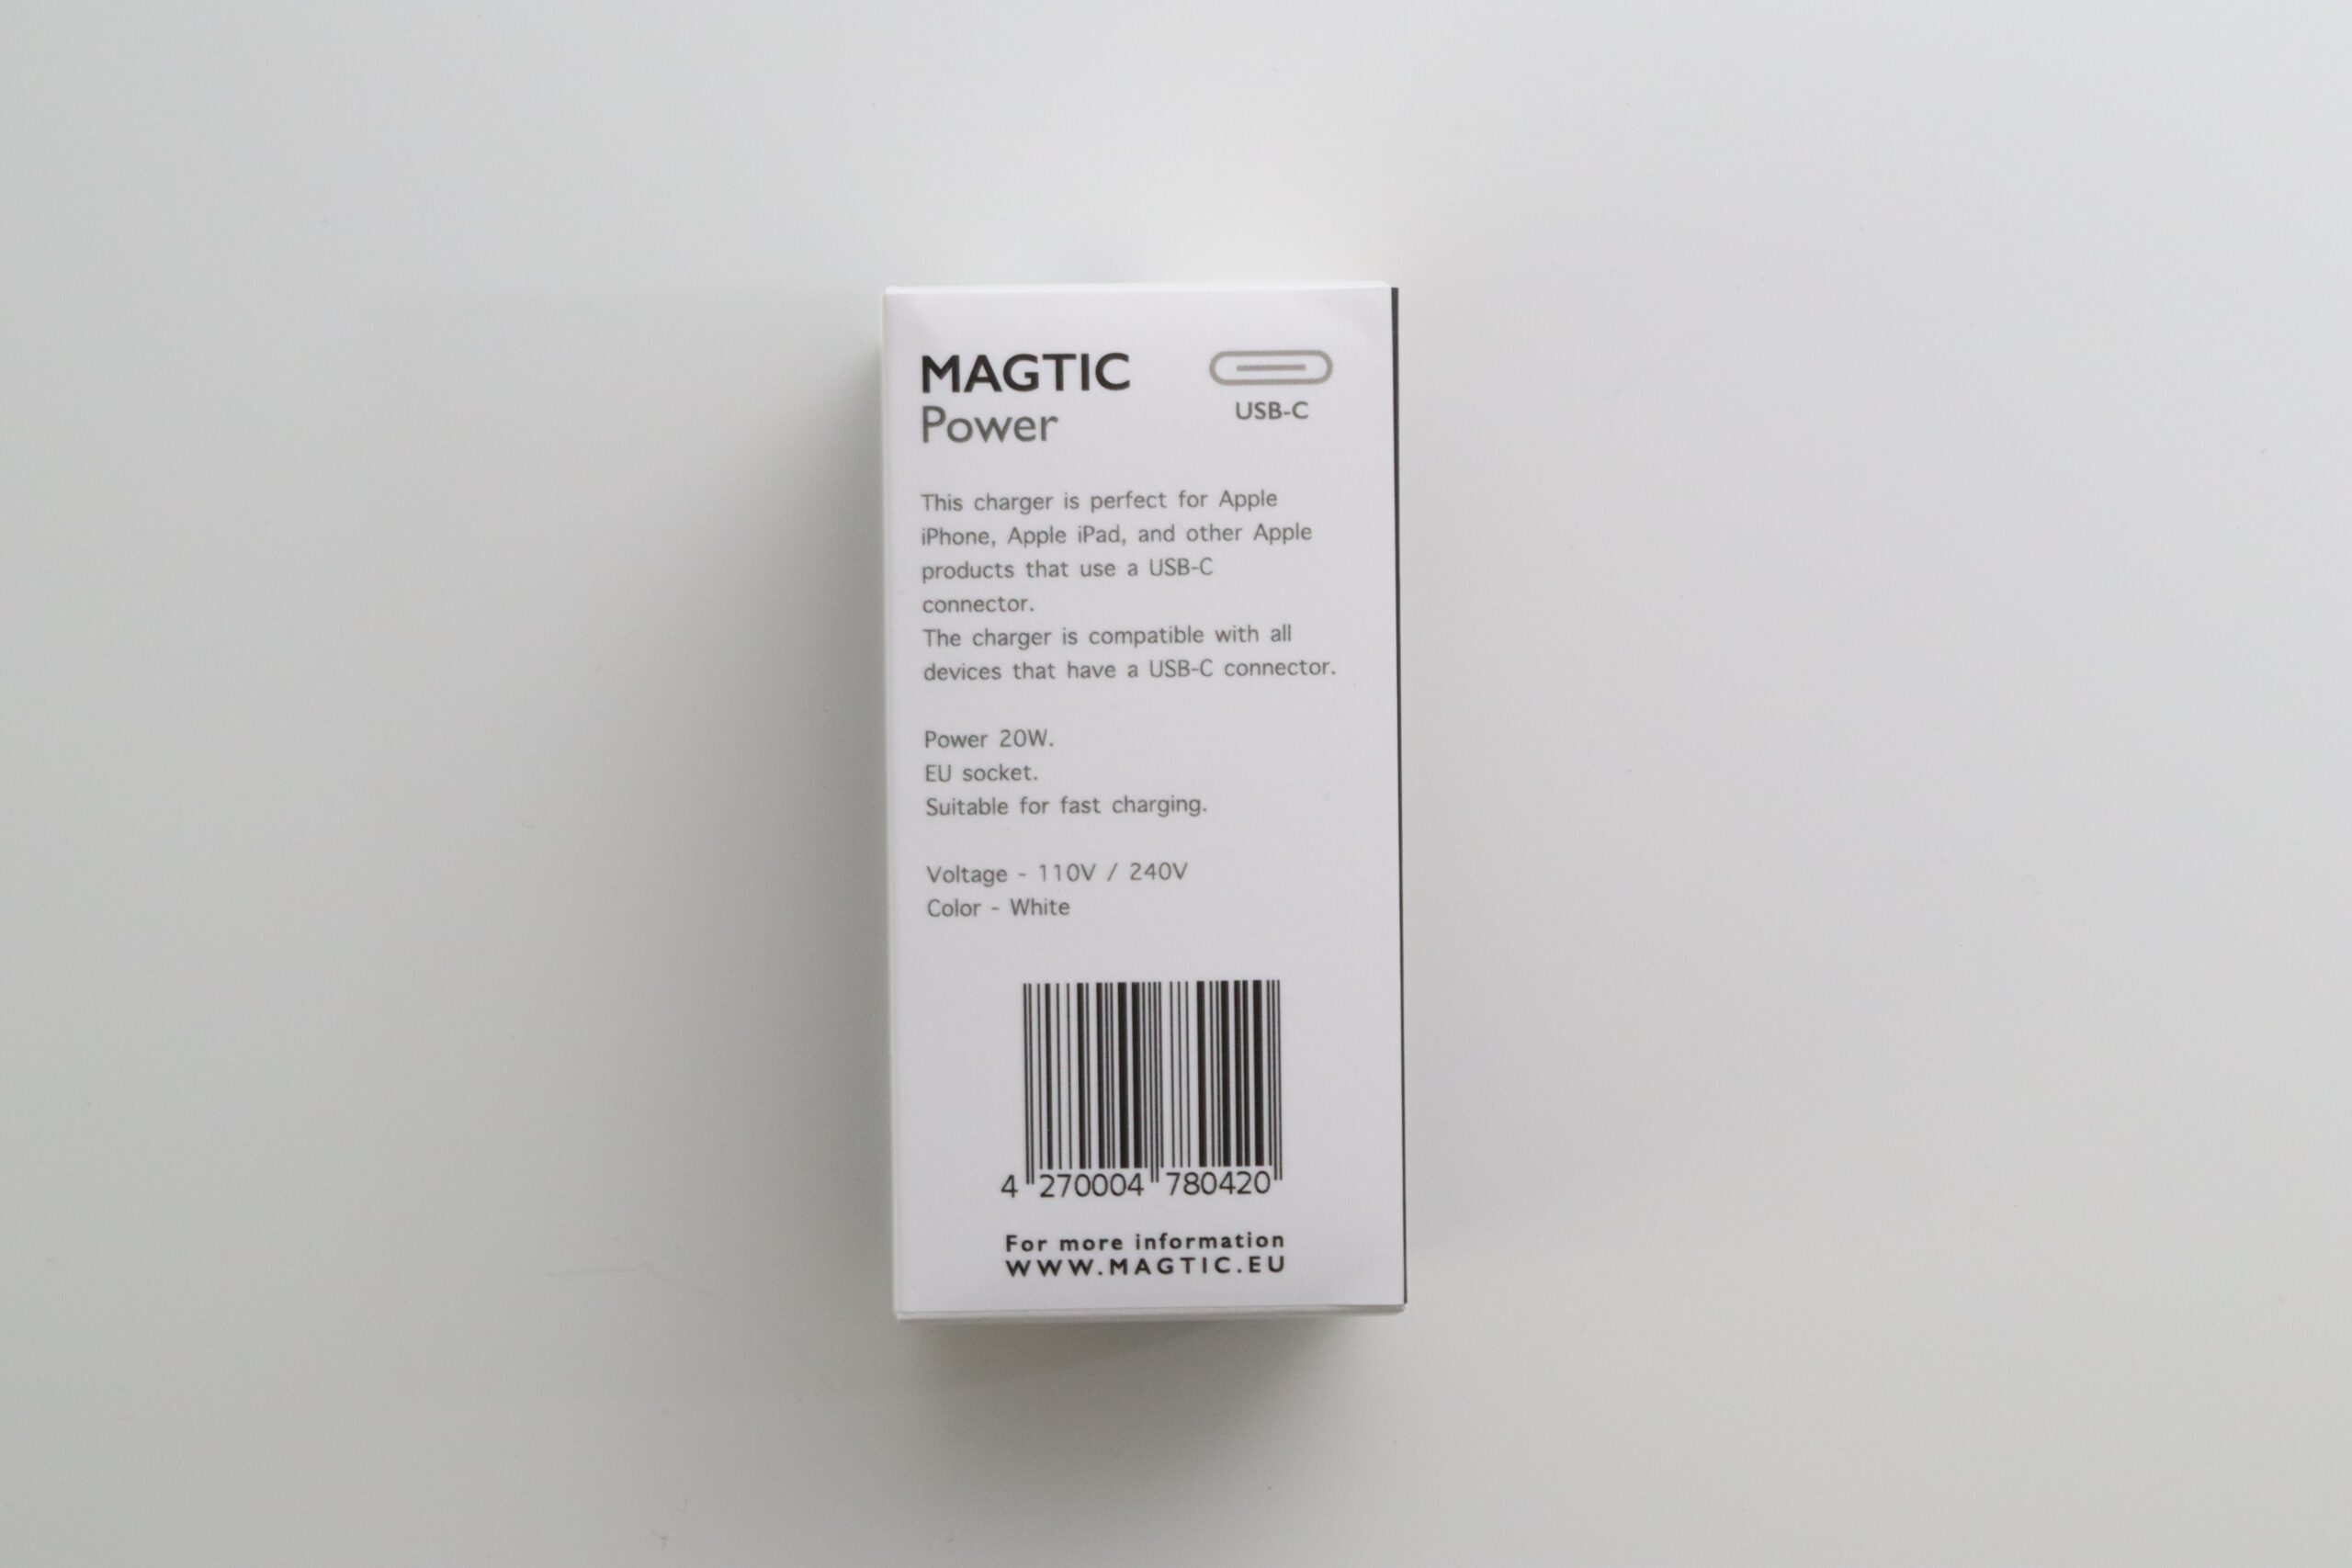 MAGTIC
Power
USB-C
This charger is perfect for Apple
iPhone, Apple iPad, and other Apple
products that use a USB-C
connector.
The charger is compatible with all
devices that have a USB-C connector.
Power 20W.
EU socket.
Suitable for fast charging.
Voltage - 110V / 240V
Color - White
4 270004 780420
For more information
WWW.MAGTIC.EU